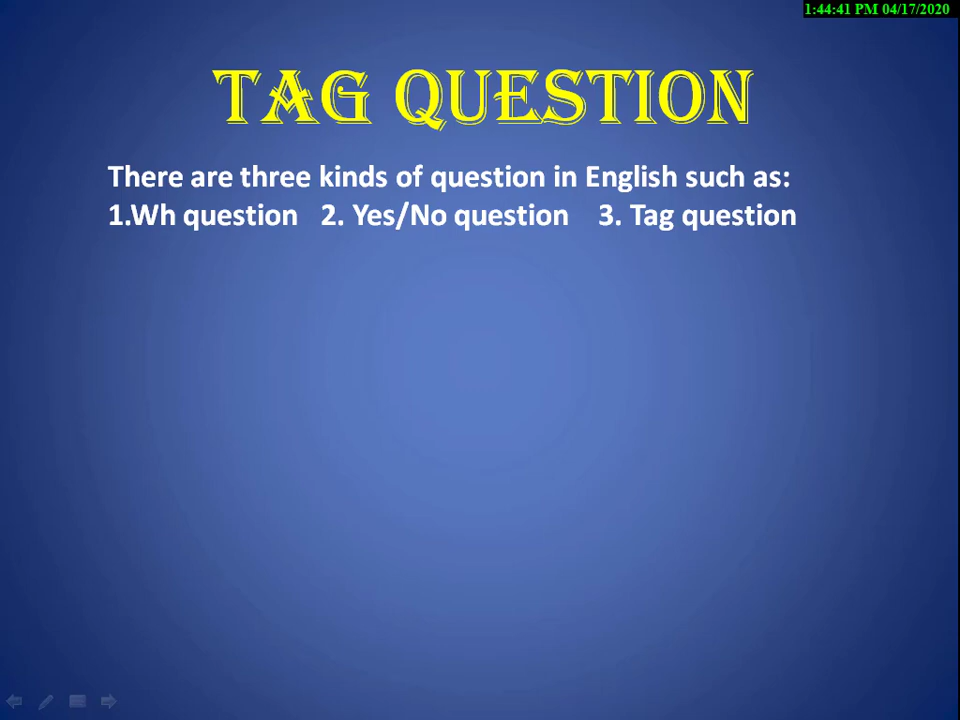 1:44:41 PM 04/17/2020
TAG QUESTION
There are three kinds of question in English such as:
1.Wh question 2. Yes/No question 3. Tag question